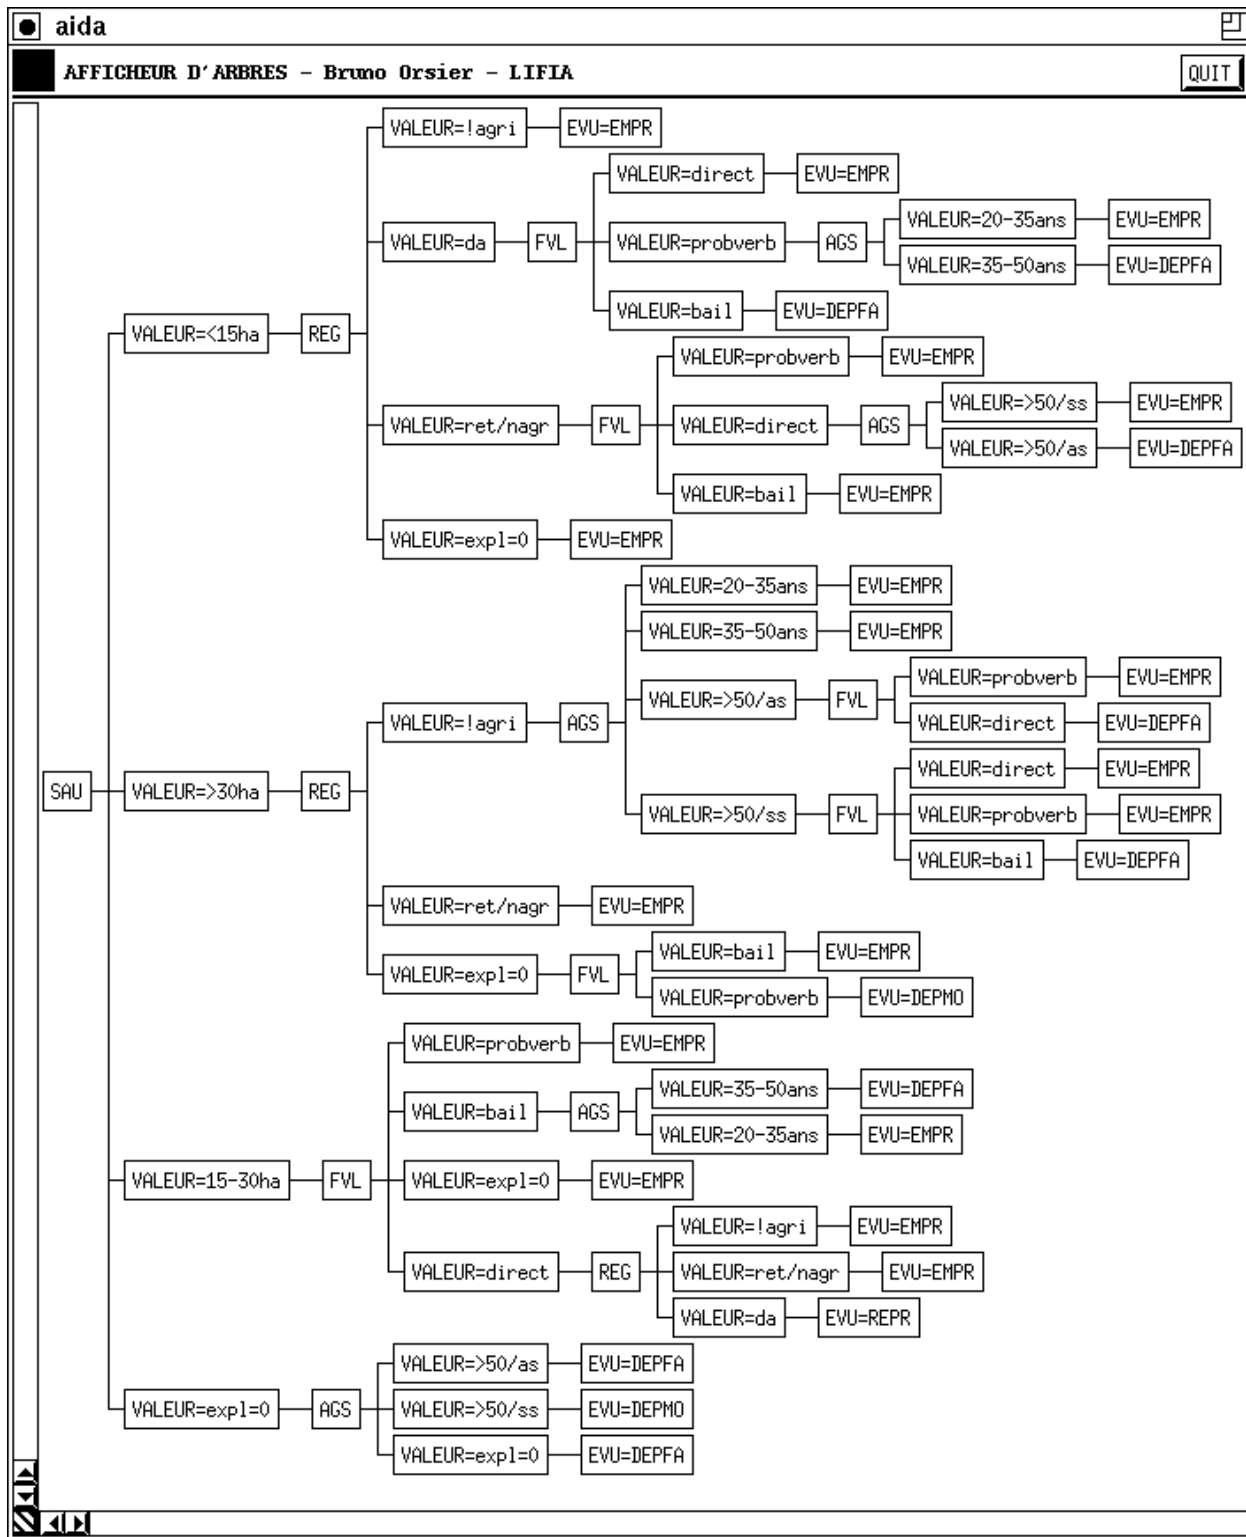 aida
AFFICHEUR D'ARBRES - Bruno Orsier - LIFIA QUIT
VALEUR=!agri EVU=EMPR
VALEUR=direct EVU=EMPR
VALEUR=20-35ans EVU=EMPR
VALEUR=da FVL VALEUR=probverb AGS
VALEUR=35-50ans EVU=DEPFA
VALEUR=bail EVU=DEPFA
VALEUR=<15ha REG
VALEUR=probverb EVU=EMPR
VALEUR=>50/ss EVU=EMPR
VALEUR=ret/nagr FVL VALEUR=direct AGS
VALEUR=>50/as EVU=DEPFA
VALEUR=bail EVU=EMPR
VALEUR=expl=0 EVU=EMPR
VALEUR=20-35ans EVU=EMPR
VALEUR=35-50ans EVU=EMPR
VALEUR=probverb EVU=EMPR
VALEUR=>50/as FVL
VALEUR=!agri AGS VALEUR=direct EVU=DEPFA
VALEUR=direct EVU=EMPR
SAU VALEUR=>30ha REG
VALEUR=>50/ss FVL VALEUR=probverb EVU=EMPR
VALEUR=bail EVU=DEPFA
VALEUR=ret/nagr EVU=EMPR
VALEUR=bail EVU=EMPR
VALEUR=expl=0 FVL
VALEUR=probverb EVU=DEPMO
VALEUR=probverb EVU=EMPR
VALEUR=35-50ans EVU=DEPFA
VALEUR=bail AGS
VALEUR=20-35ans EVU=EMPR
VALEUR=15-30ha FVL VALEUR=expl=0 EVU=EMPR
VALEUR=!agri EVU=EMPR
VALEUR=direct REG VALEUR=ret/nagr EVU=EMPR
VALEUR=da EVU=REPR
VALEUR=>50/as EVU=DEPFA
VALEUR=expl=0 AGS VALEUR=>50/ss EVU=DEPMO
VALEUR=expl=0 EVU=DEPFA